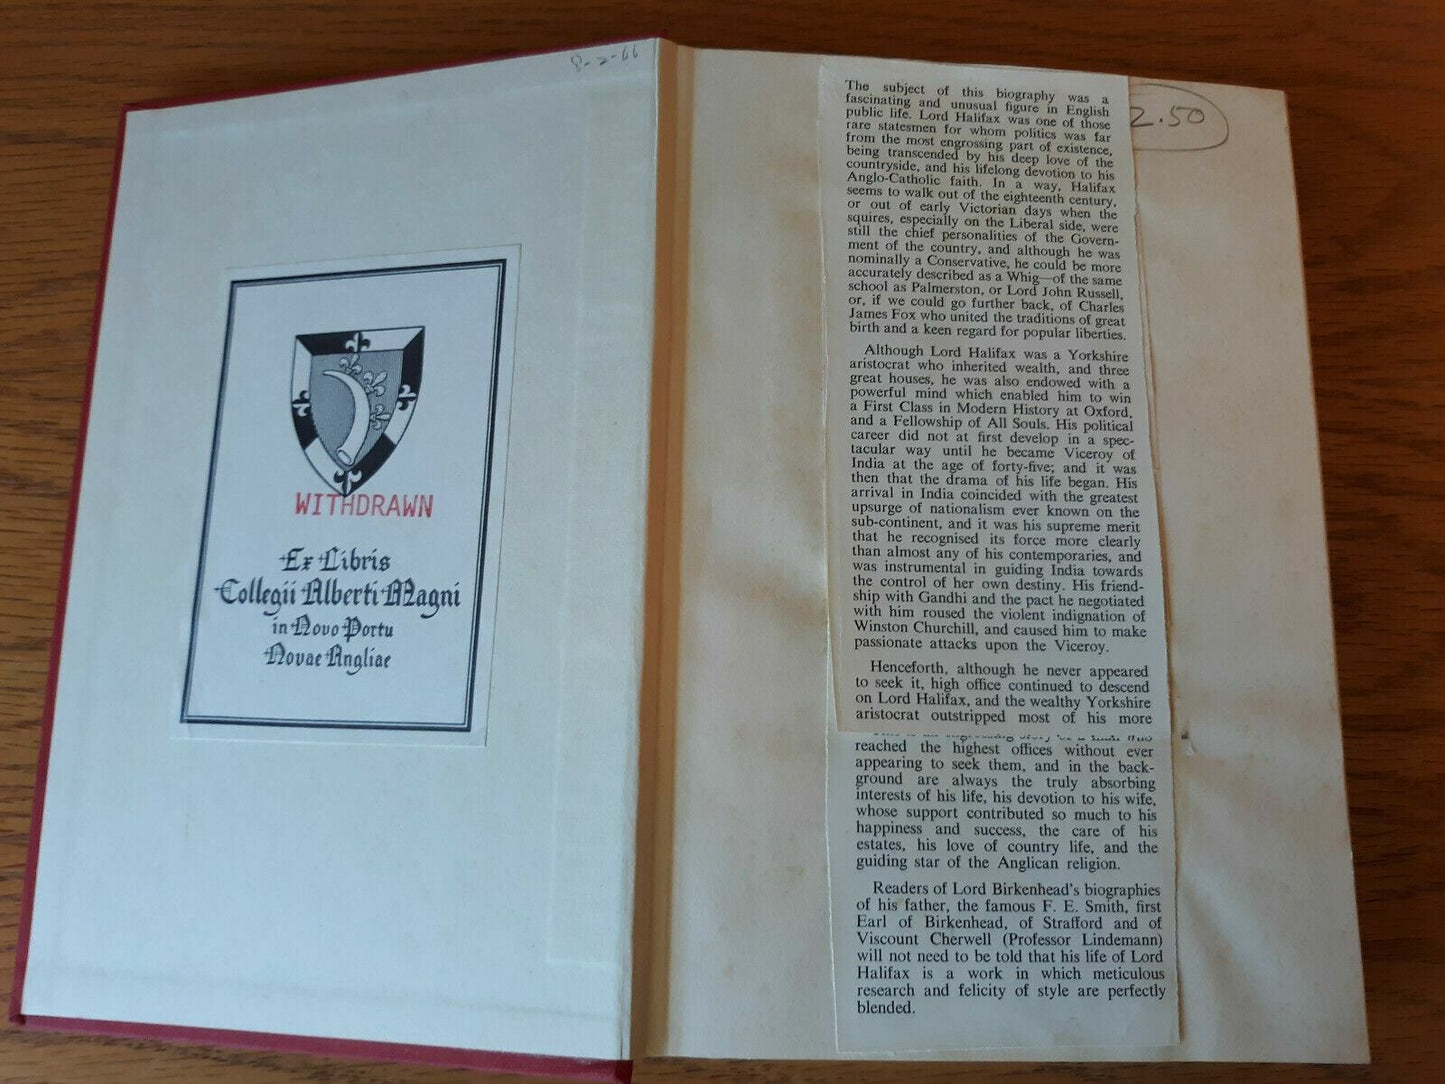 8-2-66
WITHDRAWN
Ex Libris
Collegii Alberti Magni
in Novo Portu
Novae Angliae
2.50
The subject of this biography was a
fascinating and unusual figure in English
public life. Lord Halifax was one of those
rare statesmen for whom politics was far
from the most engrossing part of existence,
being transcended by his deep love of the
countryside, and his lifelong devotion to his
Anglo-Catholic faith. In a way, Halifax
seems to walk out of the eighteenth century,
or out of early Victorian days when the
squires, especially on the Liberal side, were
still the chief personalities of the Govern-
ment of the country, and although he was
nominally a Conservative, he could be more
accurately described as a Whig—of the same
school as Palmerston, or Lord John Russell,
or, if we could go further back, of Charles
James Fox who united the traditions of great
birth and a keen regard for popular liberties.
Although Lord Halifax was a Yorkshire
aristocrat who inherited wealth, and three
great houses, he was also endowed with a
powerful mind which enabled him to win
a First Class in Modern History at Oxford,
and a Fellowship of All Souls. His political
career did not at first develop in a spec-
tacular way until he became Viceroy of
India at the age of forty-five; and it was
then that the drama of his life began. His
arrival in India coincided with the greatest
upsurge of nationalism ever known on the
sub-continent, and it was his supreme merit
that he recognised its force more clearly
than almost any of his contemporaries, and
was instrumental in guiding India towards
the control of her own destiny. His friend-
ship with Gandhi and the pact he negotiated
with him roused the violent indignation of
Winston Churchill, and caused him to make
passionate attacks upon the Viceroy.
Henceforth, although he never appeared
to seek it, high office continued to descend
on Lord Halifax, and the wealthy Yorkshire
aristocrat outstripped most of his more
reached the highest offices without ever
appearing to seek them, and in the back-
ground are always the truly absorbing
interests of his life, his devotion to his wife,
whose support contributed so much to his
happiness and success, the care of his
estates, his love of country life, and the
guiding star of the Anglican religion.
Readers of Lord Birkenhead's biographies
of his father, the famous F. E. Smith, first
Earl of Birkenhead, of Strafford and of
Viscount Cherwell (Professor Lindemann)
will not need to be told that his life of Lord
Halifax is a work in which meticulous
research and felicity of style are perfectly
blended.